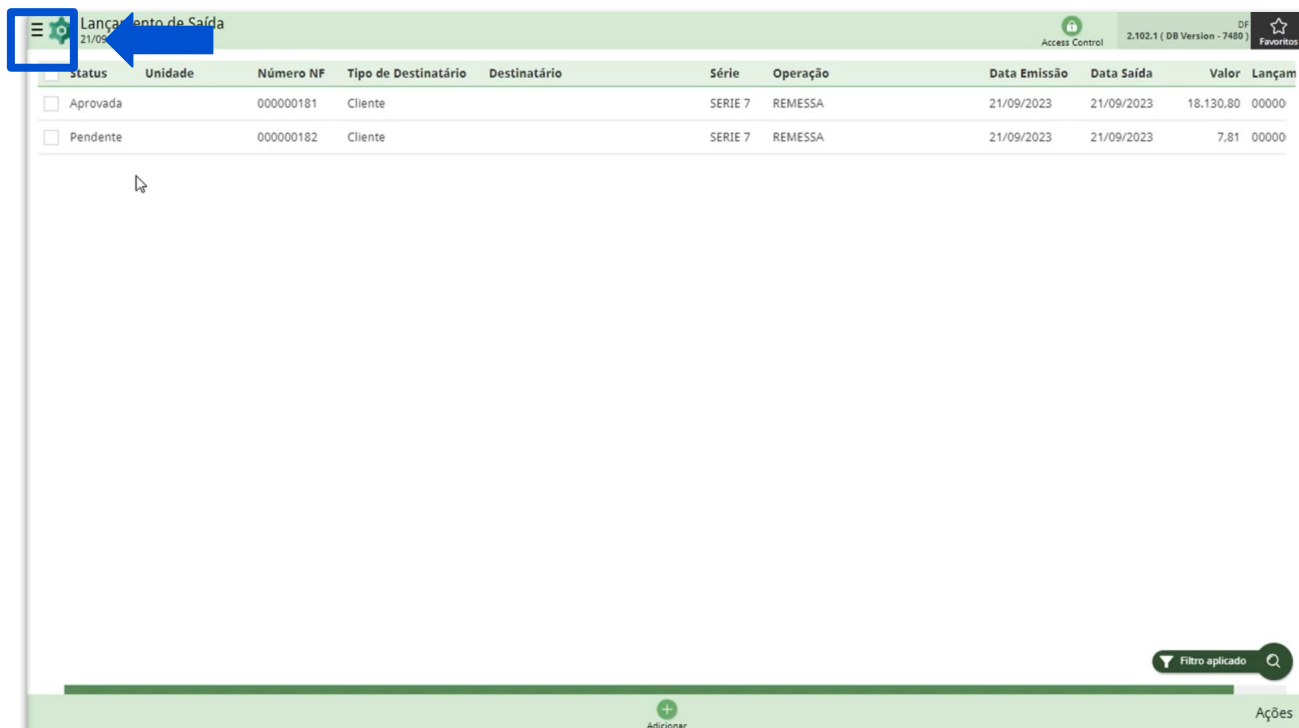 Lançamento de Saída
21/09
Access Control
DF
2.102.1 ( DB Version - 7480 )
Favoritos
Status Unidade Número NF Tipo de Destinatário Destinatário Série Operação Data Emissão Data Saída Valor Lançam
Aprovada 000000181 Cliente SERIE 7 REMESSA 21/09/2023 21/09/2023 18.130,80 00000
Pendente 000000182 Cliente SERIE 7 REMESSA 21/09/2023 21/09/2023 7,81 00000
Filtro aplicado
Adicionar
Ações